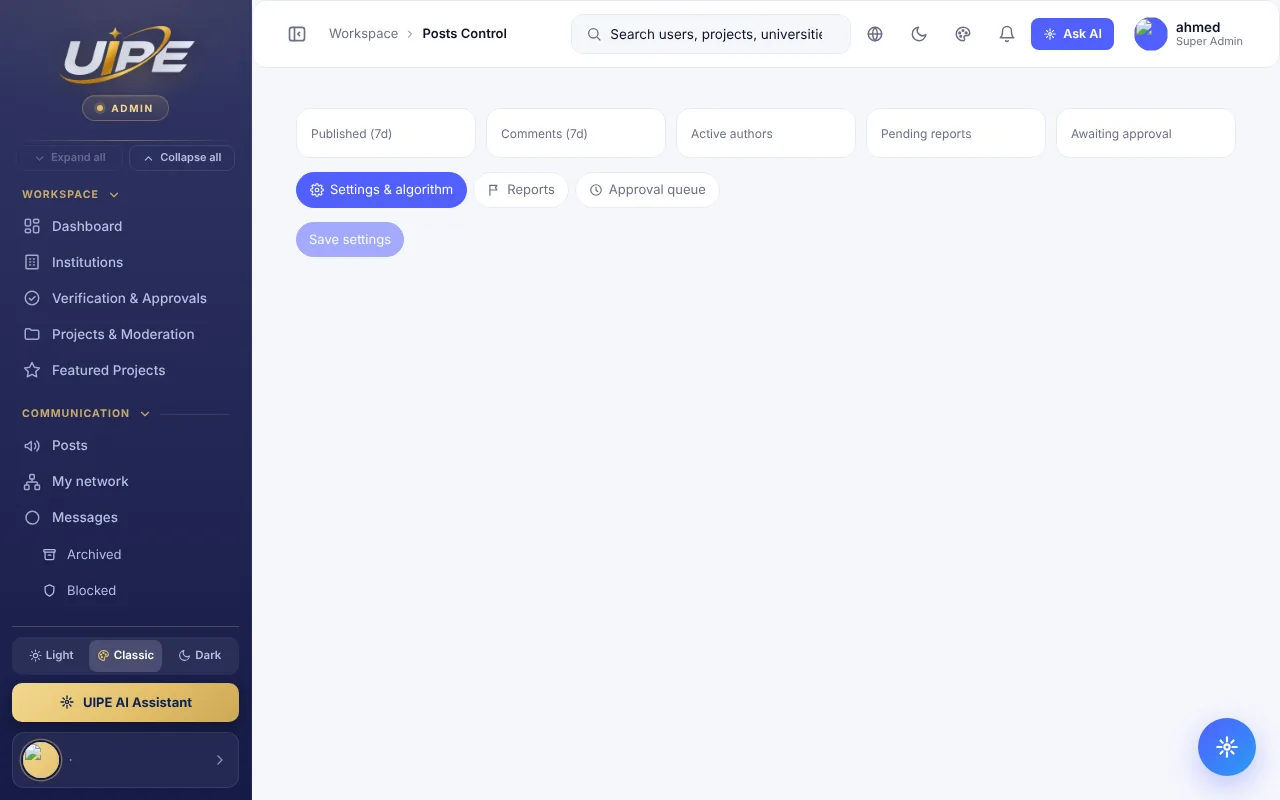 UIPE
ADMIN
Expand all
Collapse all
WORKSPACE
Dashboard
Institutions
Verification & Approvals
Projects & Moderation
Featured Projects
COMMUNICATION
Posts
My network
Messages
Archived
Blocked
Light
Classic
Dark
UIPE AI Assistant
Workspace
Posts Control
Search users, projects, universitie
Ask AI
ahmed
Super Admin
Published (7d)
Comments (7d)
Active authors
Pending reports
Awaiting approval
Settings & algorithm
Reports
Approval queue
Save settings